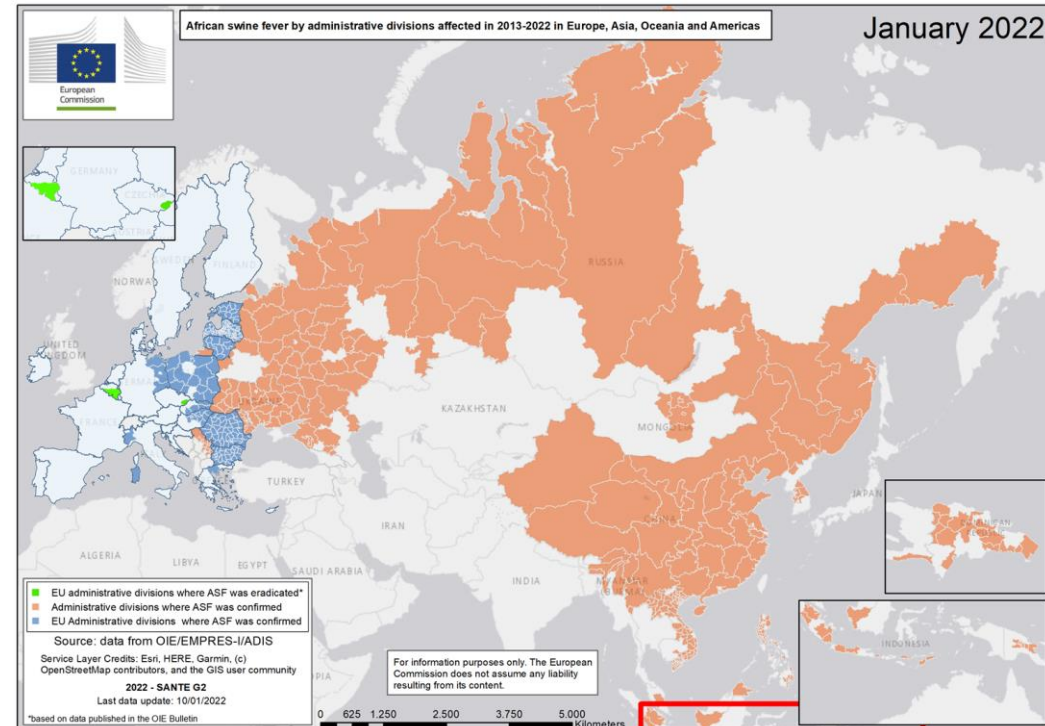 African swine fever by administrative divisions affected in 2013-2022 in Europe, Asia, Oceania and Americas
January 2022
European
Commission
GERMANY
CZECHIA
AUSTRIA
SWEDEN
FINLAND
NORWAY
RUSSIA
UNITED
KINGDOM
UKRAINE
FRANCE
KAZAKHSTAN
MONGOLIA
TURKEY
JAPAN
CHINA
IRAN
ALGERIA
LIBYA
EGYPT
SAUDI ARABIA
INDIA
MYANMAR
DOMINICAN
INDONESIA
EU administrative divisions where ASF was eradicated*
Administrative divisions where ASF was confirmed
EU Administrative divisions where ASF was confirmed
Source: data from OIE/EMPRES-I/ADIS
Service Layer Credits: Esri, HERE, Garmin, (c)
OpenStreetMap contributors, and the GIS user community
2022 - SANTE G2
Last data update: 10/01/2022
*based on data published in the OIE Bulletin
For information purposes only. The European
Commission does not assume any liability
resulting from its content.
0 625 1.250 2.500 3.750 5.000
Kilometers